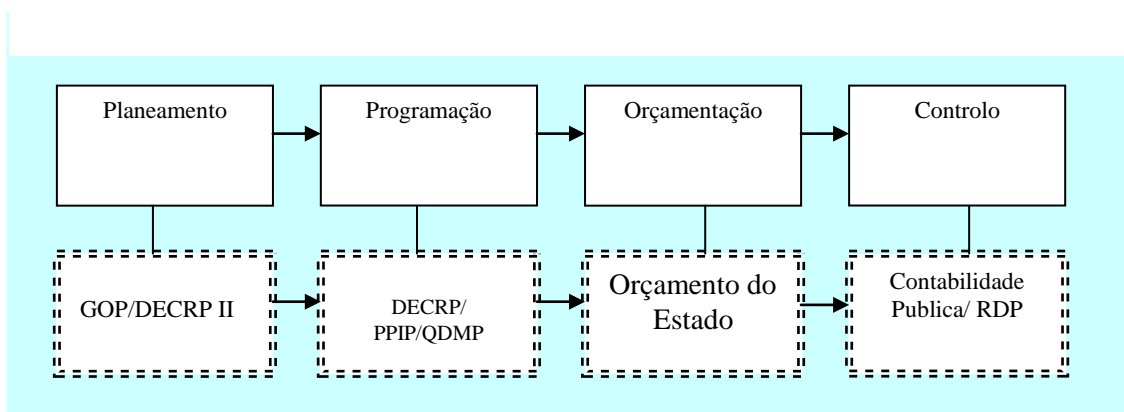 Planeamento
Programação
Orçamentação
Controlo
GOP/DECRP II
DECRP/
PPIP/QDMP
Orçamento do
Estado
Contabilidade
Publica/ RDP